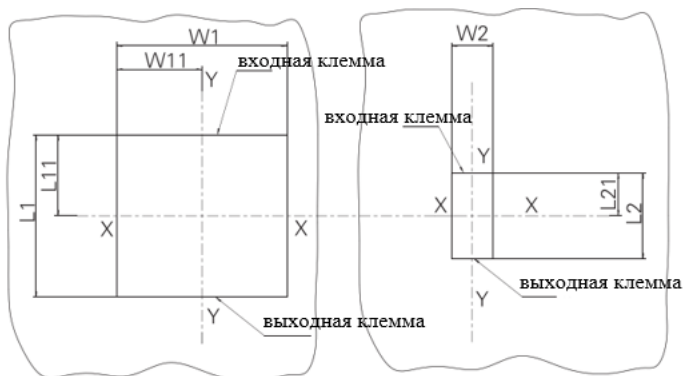 W1
W11
Y
входная клемма
L1
L11
X
X
Y
выходная клемма
W2
входная клемма
Y
X
X
L21
L2
выходная клемма
Y